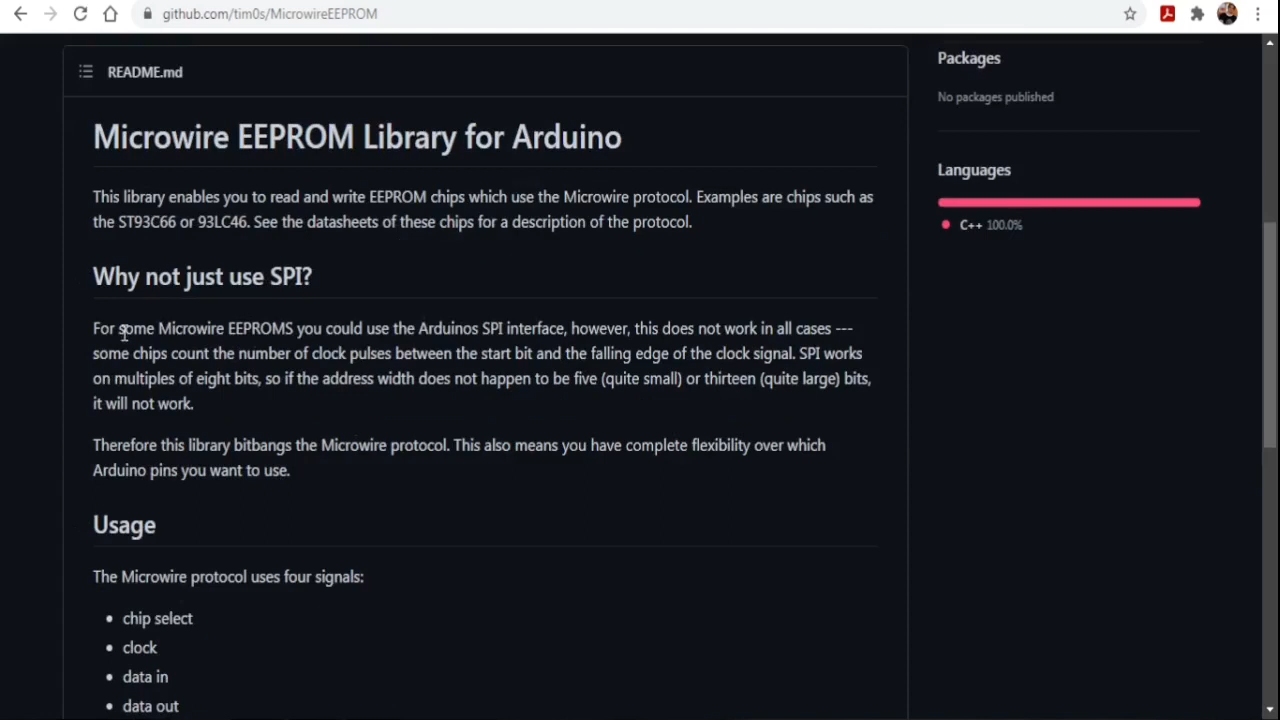 github.com/tim0s/MicrowireEEPROM
README.md
Microwire EEPROM Library for Arduino
This library enables you to read and write EEPROM chips which use the Microwire protocol. Examples are chips such as
the ST93C66 or 93LC46. See the datasheets of these chips for a description of the protocol.
Why not just use SPI?
For some Microwire EEPROMS you could use the Arduinos SPI interface, however, this does not work in all cases ---
some chips count the number of clock pulses between the start bit and the falling edge of the clock signal. SPI works
on multiples of eight bits, so if the address width does not happen to be five (quite small) or thirteen (quite large) bits,
it will not work.
Therefore this library bitbangs the Microwire protocol. This also means you have complete flexibility over which
Arduino pins you want to use.
Usage
The Microwire protocol uses four signals:
• chip select
• clock
• data in
• data out
Packages
No packages published
Languages
C++ 100.0%